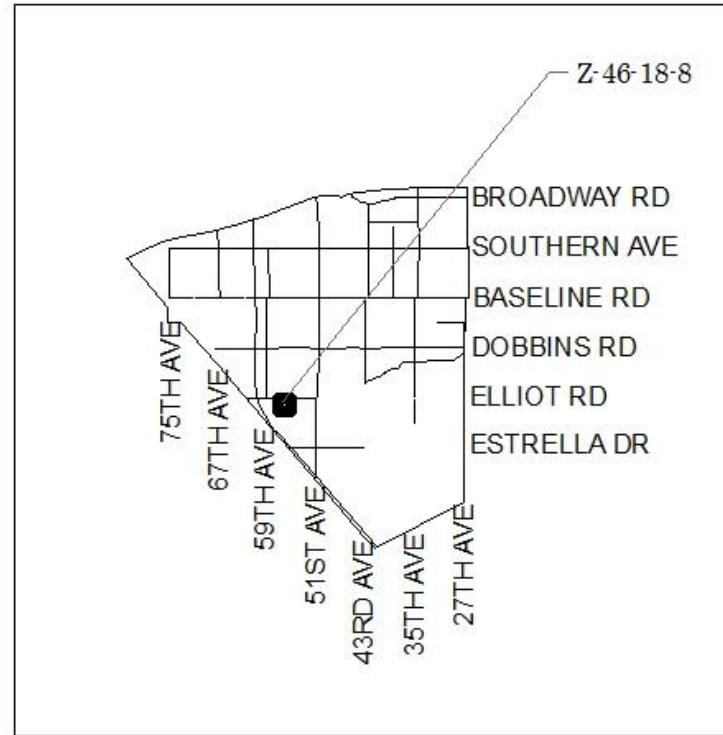 Z-46-18-8
BROADWAY RD
SOUTHERN AVE
BASELINE RD
DOBBINS RD
ELLIOT RD
ESTRELLA DR
75TH AVE
67TH AVE
59TH AVE
51ST AVE
43RD AVE
35TH AVE
27TH AVE